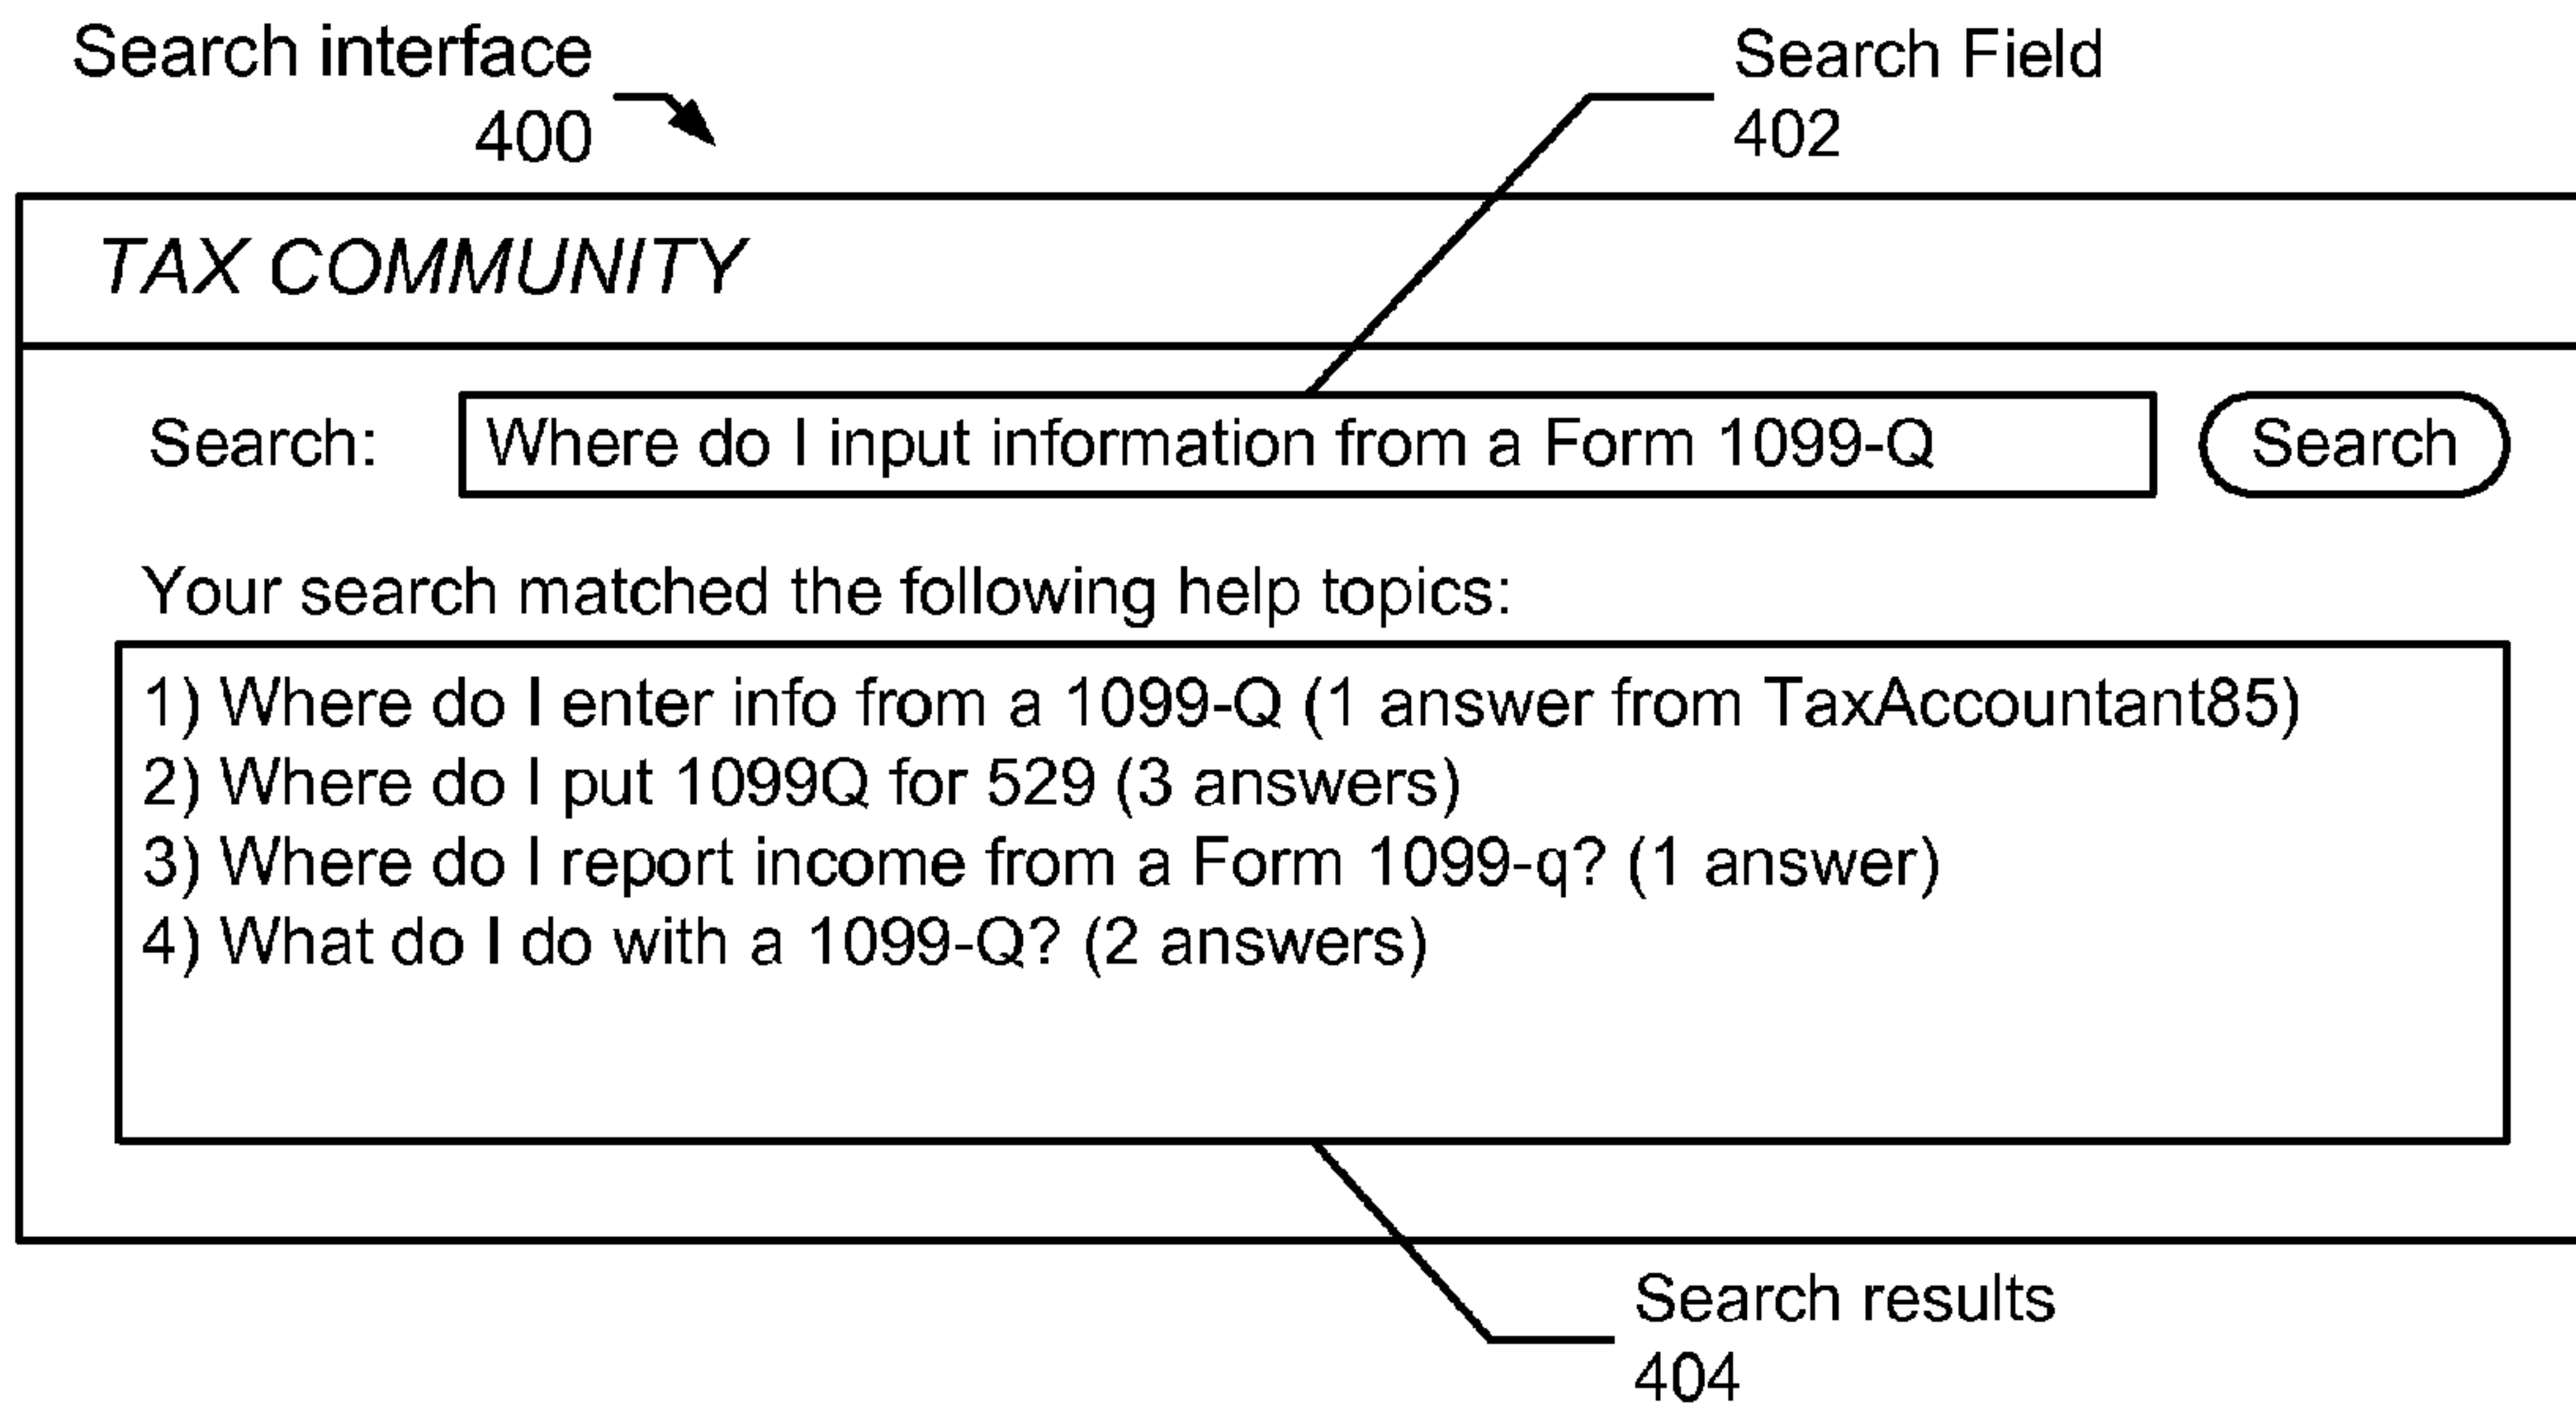 Search interface
400
Search Field
402
TAX COMMUNITY
Search: Where do I input information from a Form 1099-Q Search
Your search matched the following help topics:
1) Where do I enter info from a 1099-Q (1 answer from TaxAccountant85)
2) Where do I put 1099Q for 529 (3 answers)
3) Where do I report income from a Form 1099-q? (1 answer)
4) What do I do with a 1099-Q? (2 answers)
Search results
404